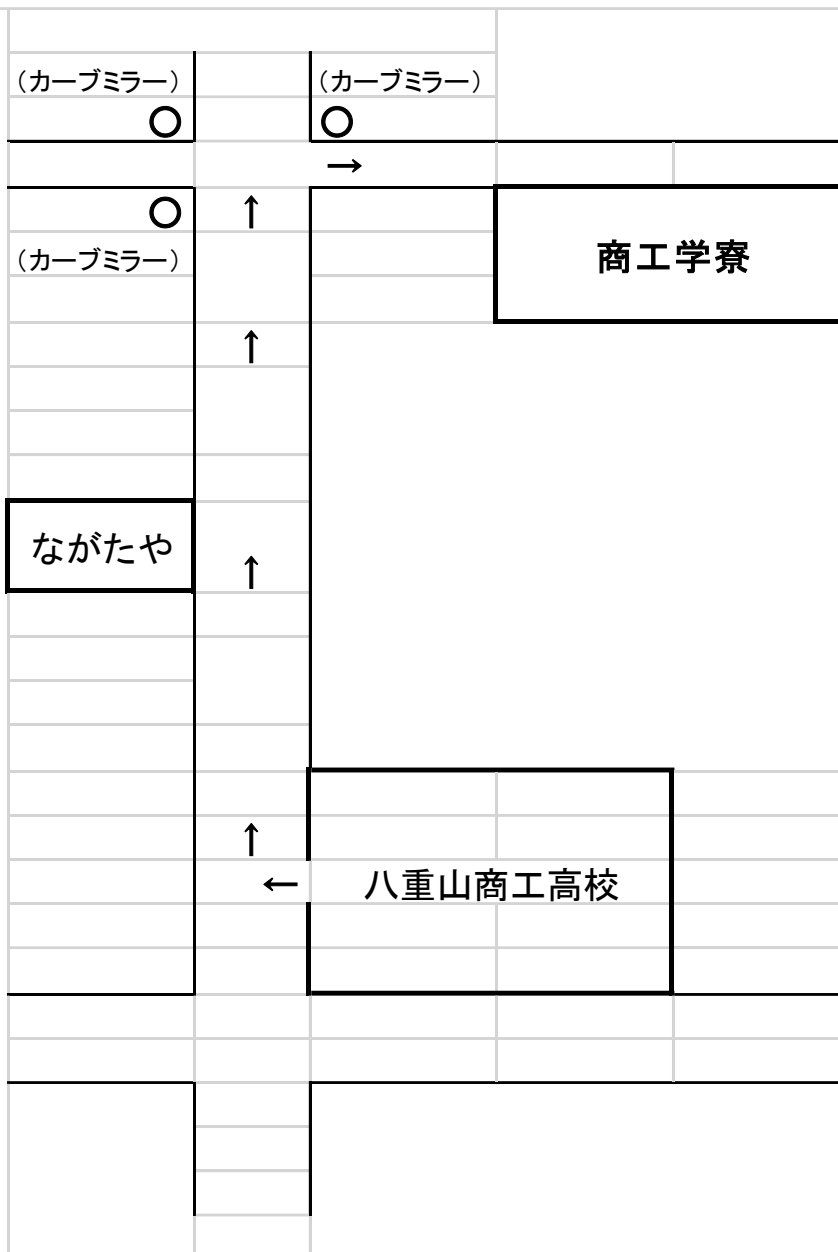 (カーブミラー) (カーブミラー)
○ ○
→
○ ↑
(カーブミラー)
商工学寮
↑
ながたや
↑
↑
← 八重山商工高校